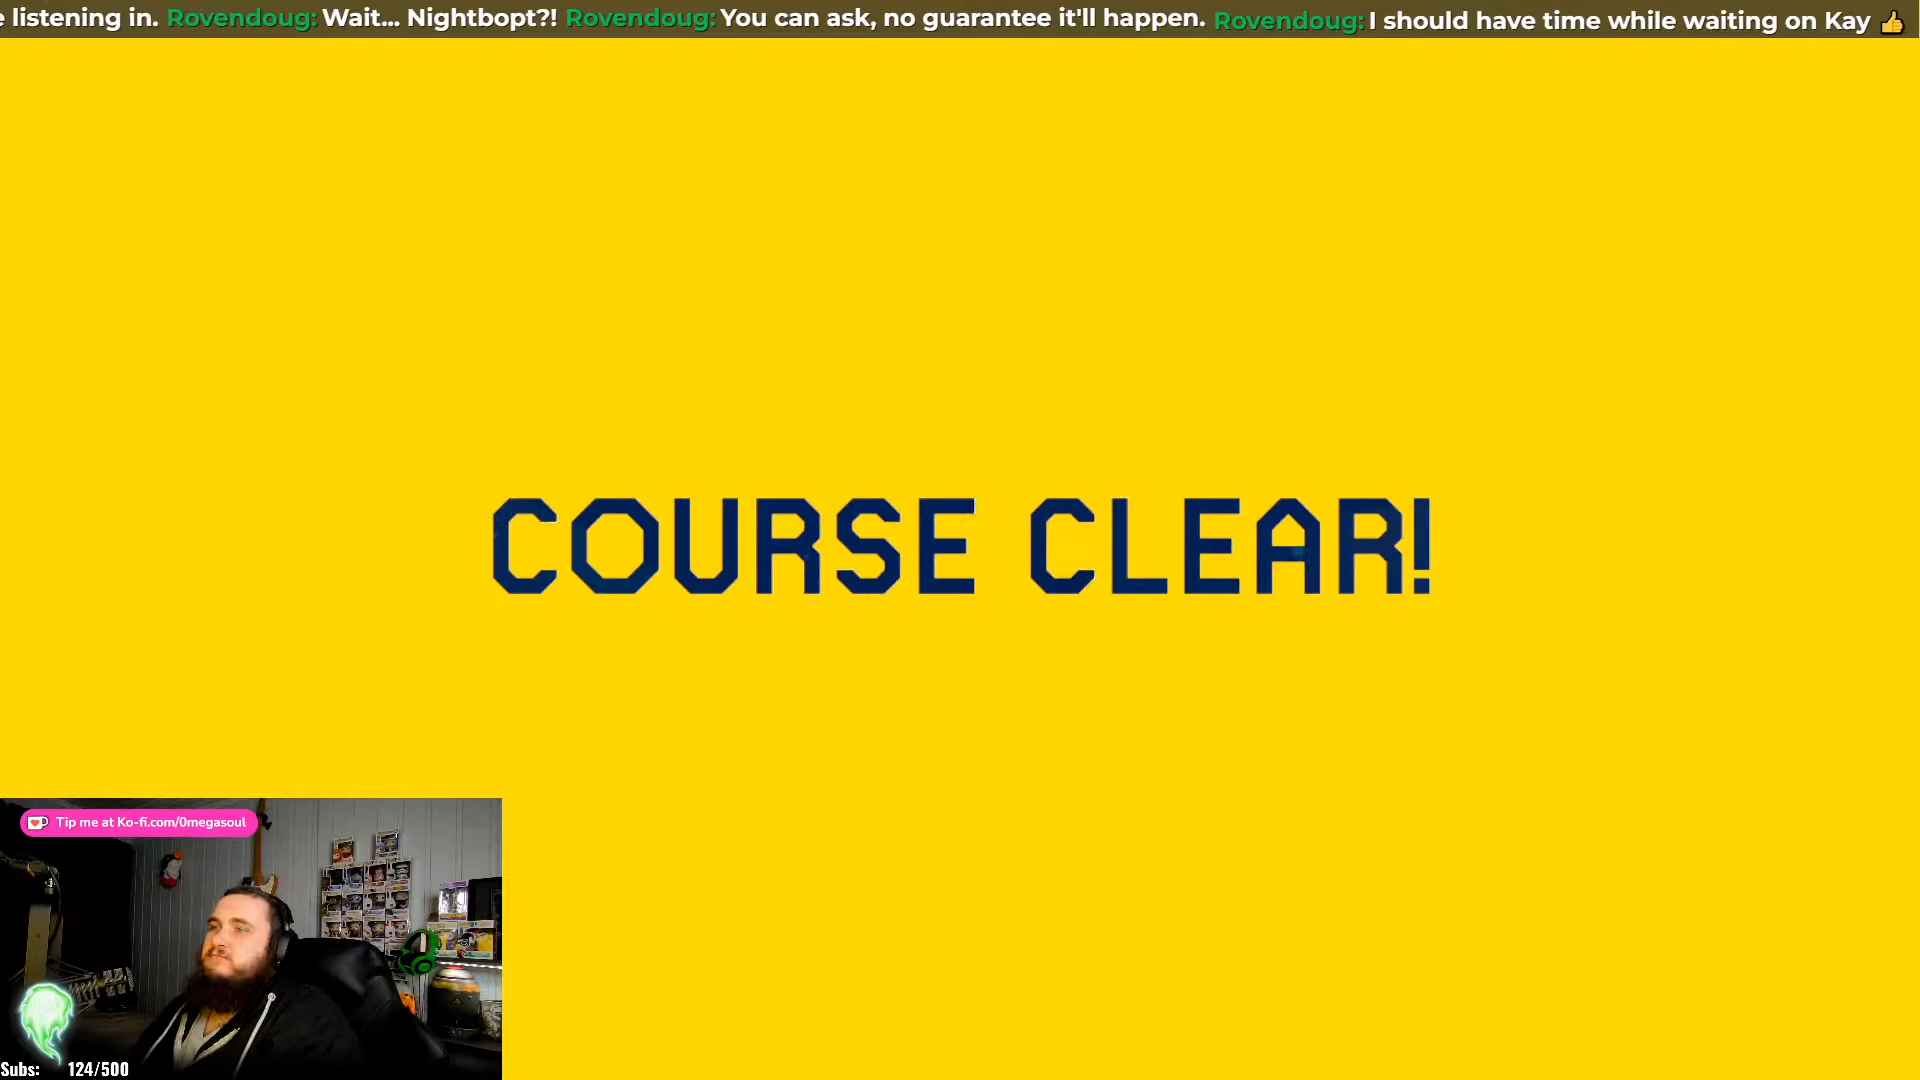 e listening in. Rovendoug: Wait... Nightbopt?! Rovendoug: You can ask, no guarantee it'll happen. Rovendoug: I should have time while waiting on Kay 👍
COURSE CLEAR!
Tip me at Ko-fi.com/0megasoul
Subs: 124/500